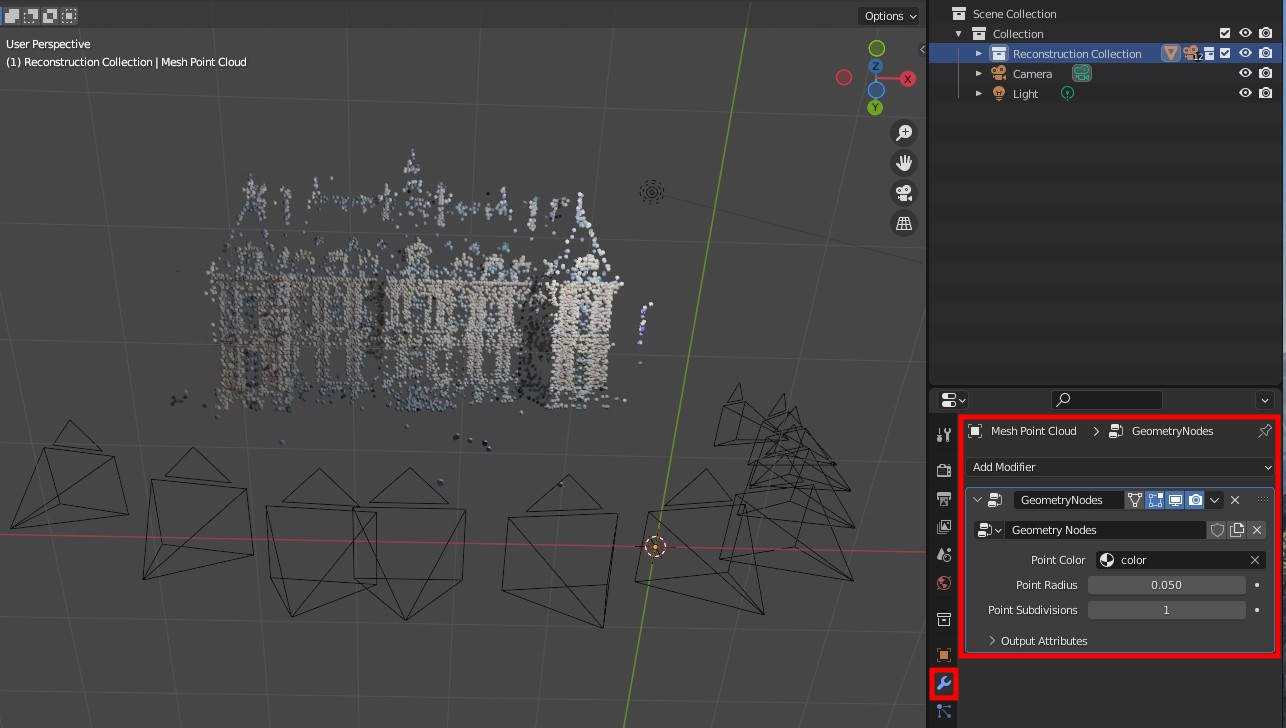 Options
User Perspective
(1) Reconstruction Collection | Mesh Point Cloud
Z
X
Y
Scene Collection
Collection
Reconstruction Collection
12
Camera
Light
Mesh Point Cloud
GeometryNodes
Add Modifier
GeometryNodes
Geometry Nodes
Point Color color
Point Radius 0.050
Point Subdivisions 1
Output Attributes